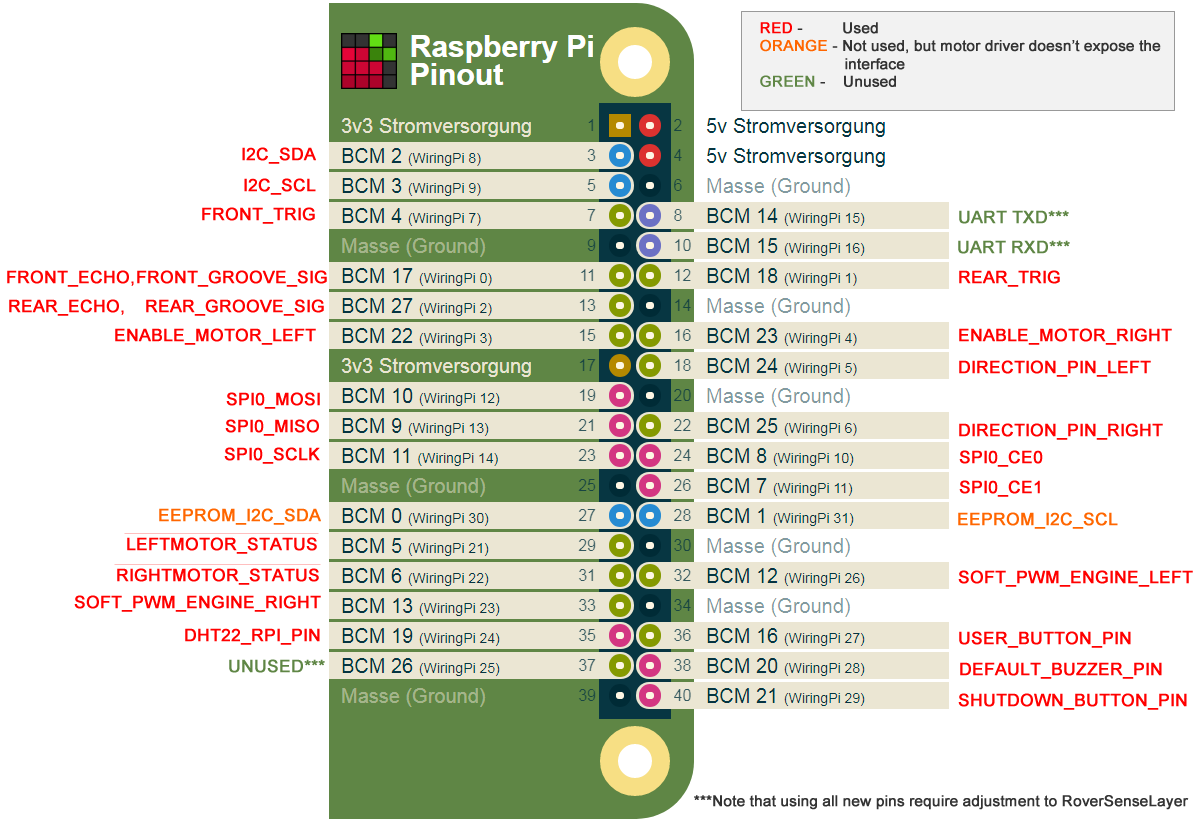 Raspberry Pi
Pinout
RED - Used
ORANGE - Not used, but motor driver doesn't expose the
interface
GREEN - Unused
3v3 Stromversorgung 1 2 5v Stromversorgung
I2C_SDA BCM 2 (WiringPi 8) 3 4 5v Stromversorgung
I2C_SCL BCM 3 (WiringPi 9) 5 6 Masse (Ground)
FRONT_TRIG BCM 4 (WiringPi 7) 7 8 BCM 14 (WiringPi 15) UART TXD***
Masse (Ground) 9 10 BCM 15 (WiringPi 16) UART RXD***
FRONT_ECHO,FRONT_GROOVE_SIG BCM 17 (WiringPi 0) 11 12 BCM 18 (WiringPi 1) REAR_TRIG
REAR_ECHO, REAR_GROOVE_SIG BCM 27 (WiringPi 2) 13 14 Masse (Ground)
ENABLE_MOTOR_LEFT BCM 22 (WiringPi 3) 15 16 BCM 23 (WiringPi 4) ENABLE_MOTOR_RIGHT
3v3 Stromversorgung 17 18 BCM 24 (WiringPi 5) DIRECTION_PIN_LEFT
SPI0_MOSI BCM 10 (WiringPi 12) 19 20 Masse (Ground)
SPI0_MISO BCM 9 (WiringPi 13) 21 22 BCM 25 (WiringPi 6) DIRECTION_PIN_RIGHT
SPI0_SCLK BCM 11 (WiringPi 14) 23 24 BCM 8 (WiringPi 10) SPI0_CE0
Masse (Ground) 25 26 BCM 7 (WiringPi 11) SPI0_CE1
EEPROM_I2C_SDA BCM 0 (WiringPi 30) 27 28 BCM 1 (WiringPi 31) EEPROM_I2C_SCL
LEFTMOTOR_STATUS BCM 5 (WiringPi 21) 29 30 Masse (Ground)
RIGHTMOTOR_STATUS BCM 6 (WiringPi 22) 31 32 BCM 12 (WiringPi 26) SOFT_PWM_ENGINE_LEFT
SOFT_PWM_ENGINE_RIGHT BCM 13 (WiringPi 23) 33 34 Masse (Ground)
DHT22_RPI_PIN BCM 19 (WiringPi 24) 35 36 BCM 16 (WiringPi 27) USER_BUTTON_PIN
UNUSED*** BCM 26 (WiringPi 25) 37 38 BCM 20 (WiringPi 28) DEFAULT_BUZZER_PIN
Masse (Ground) 39 40 BCM 21 (WiringPi 29) SHUTDOWN_BUTTON_PIN
***Note that using all new pins require adjustment to RoverSenseLayer